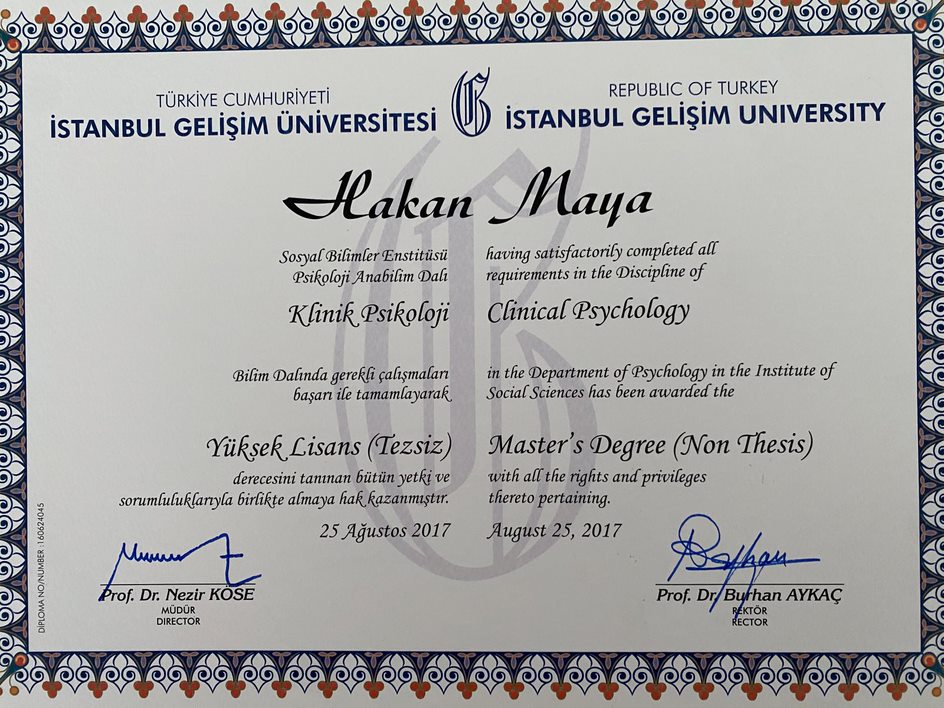 TÜRKİYE CUMHURİYETİ
İSTANBUL GELİŞİM ÜNİVERSİTESİ
REPUBLIC OF TURKEY
İSTANBUL GELİŞİM UNIVERSITY
Hakan Maya
Sosyal Bilimler Enstitüsü
Psikoloji Anabilim Dalı
Klinik Psikoloji
Bilim Dalında gerekli çalışmaları
başarı ile tamamlayarak
Yüksek Lisans (Tezsiz)
derecesini tanınan bütün yetki ve
sorumluluklarıyla birlikte almaya hak kazanmıştır.
25 Ağustos 2017
having satisfactorily completed all
requirements in the Discipline of
Clinical Psychology
in the Department of Psychology in the Institute of
Social Sciences has been awarded the
Master's Degree (Non Thesis)
with all the rights and privileges
thereto pertaining.
August 25, 2017
Prof. Dr. Nezir KÖSE
MÜDÜR
DIRECTOR
Prof. Dr. Burhan AYKAÇ
REKTÖR
RECTOR
DIPLOMA NO/NUMBER :160624045